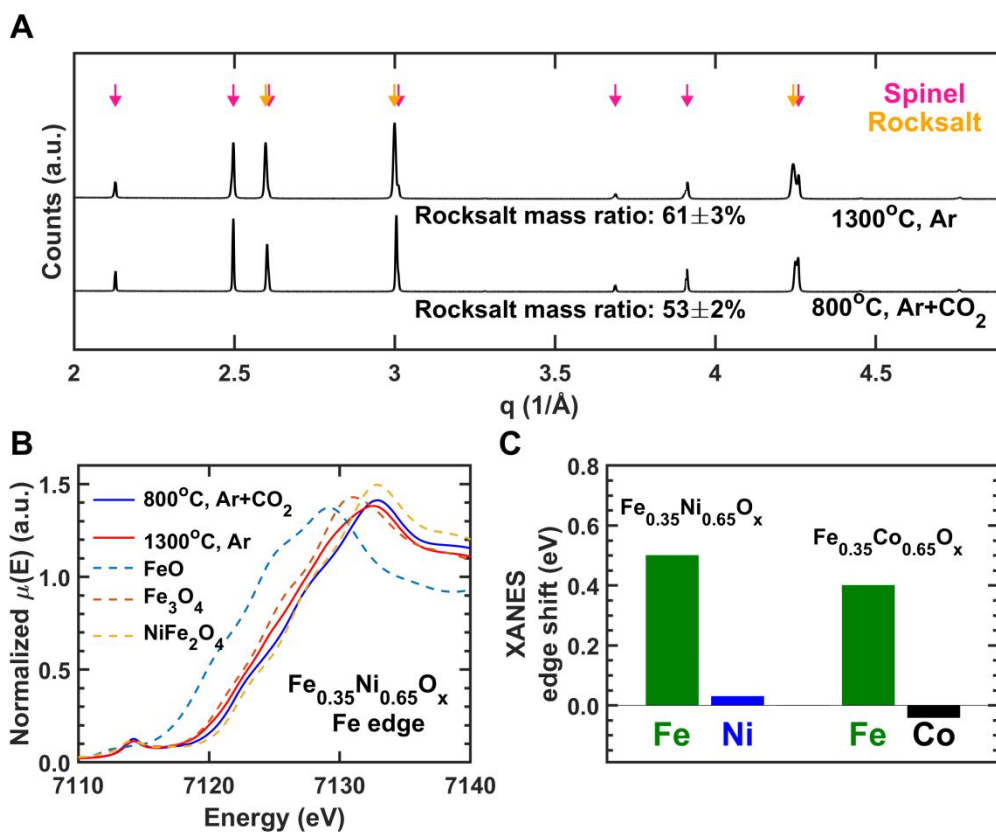 A
Counts (a.u.)
Spinel
Rocksalt
Rocksalt mass ratio: 61±3%
1300°C, Ar
Rocksalt mass ratio: 53±2%
800°C, Ar+CO₂
2
2.5
3
3.5
4
4.5
q (1/Å)
B
Normalized μ(E) (a.u.)
1.5
1.0
0.5
0.0
800°C, Ar+CO₂
1300°C, Ar
FeO
Fe₃O₄
NiFe₂O₄
Fe₀.₃₅Ni₀.₆₅Oₓ
Fe edge
7110
7120
7130
7140
Energy (eV)
C
XANES
edge shift (eV)
0.8
0.6
0.4
0.2
0.0
Fe₀.₃₅Ni₀.₆₅Oₓ
Fe₀.₃₅Co₀.₆₅Oₓ
Fe
Ni
Fe
Co